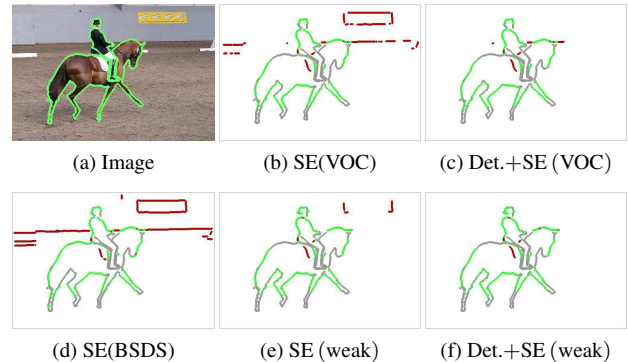 (a) Image
(b) SE(VOC)
(c) Det.+SE (VOC)
(d) SE(BSDS)
(e) SE (weak)
(f) Det.+SE (weak)